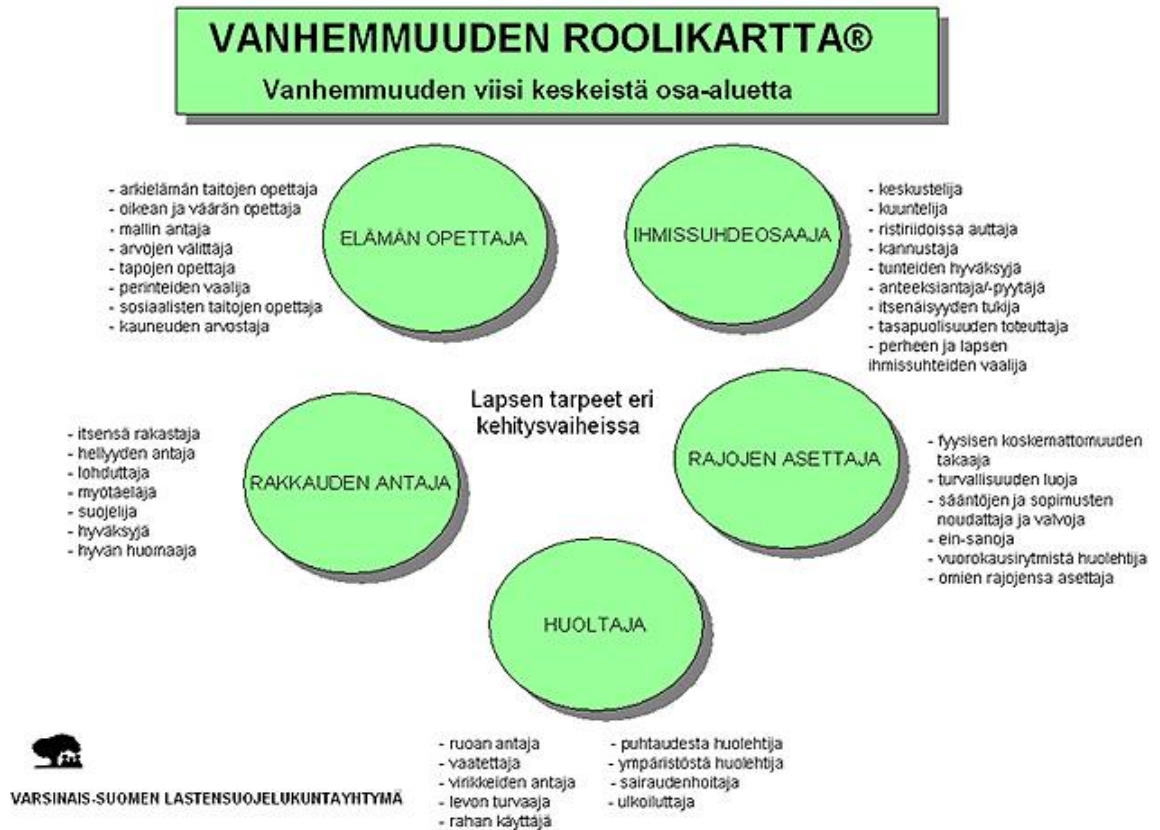 VANHEMMUUDEN ROOLIKARTTA®
Vanhemmuuden viisi keskeistä osa-aluetta
ELÄMÄN OPETTAJA
- arkielämän taitojen opettaja
- oikean ja väärän opettaja
- mallin antaja
- arvojen välittäjä
- tapojen opettaja
- perinteiden vaalija
- sosiaalisten taitojen opettaja
- kauneuden arvostaja
IHMISSUHDEOSAAJA
- keskustelija
- kuuntelija
- ristiriidoissa auttaja
- kannustaja
- tunteiden hyväksyjä
- anteeksiantaja/-pyytäjä
- itsenäisyyden tukija
- tasapuolisuuden toteuttaja
- perheen ja lapsen
ihmissuhteiden vaalija
Lapsen tarpeet eri
kehitysvaiheissa
RAKKAUDEN ANTAJA
- itsensä rakastaja
- hellyyden antaja
- lohduttaja
- myötäeläjä
- suojelija
- hyväksyjä
- hyvän huomaaja
RAJOJEN ASETTAJA
- fyysisen koskemattomuuden
takaaja
- turvallisuuden luoja
- sääntöjen ja sopimusten
noudattaja ja valvoja
- ein-sanoja
- vuorokausirytmistä huolehtija
- omien rajojensa asettaja
HUOLTAJA
- ruoan antaja
- vaatettaja
- virikkeiden antaja
- levon turvaaja
- rahan käyttäjä
- puhtaudesta huolehtija
- ympäristöstä huolehtija
- sairaudenhoitaja
- ulkoiluttaja
VARSINAIS-SUOMEN LASTENSUOJELUKUNTAYHTYMÄ